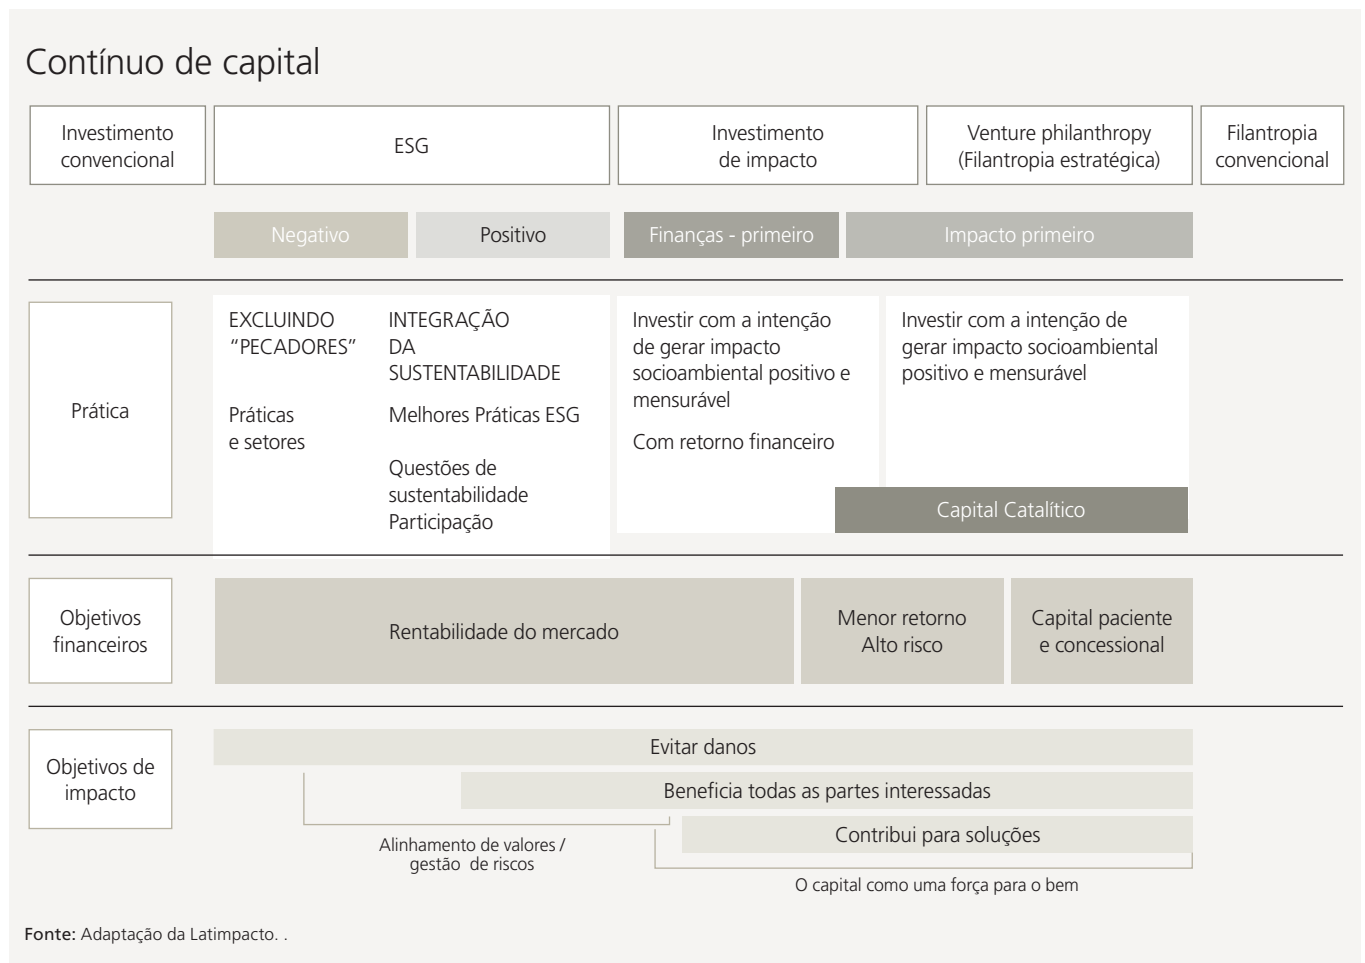 Contínuo de capital
Investimento
convencional
ESG
Investimento
de impacto
Venture philanthropy
(Filantropia estratégica)
Filantropia
convencional
Negativo
Positivo
Finanças - primeiro
Impacto primeiro
Prática
EXCLUINDO
“PECADORES”
Práticas
e setores
INTEGRAÇÃO
DA
SUSTENTABILIDADE
Melhores Práticas ESG
Questões de
sustentabilidade
Participação
Investir com a intenção
de gerar impacto
socioambiental positivo e
mensurável
Com retorno financeiro
Investir com a intenção de
gerar impacto socioambiental
positivo e mensurável
Capital Catalítico
Objetivos
financeiros
Rentabilidade do mercado
Menor retorno
Alto risco
Capital paciente
e concessional
Objetivos de
impacto
Evitar danos
Beneficia todas as partes interessadas
Contribui para soluções
Alinhamento de valores /
gestão de riscos
O capital como uma força para o bem
Fonte: Adaptação da Latimpacto. .